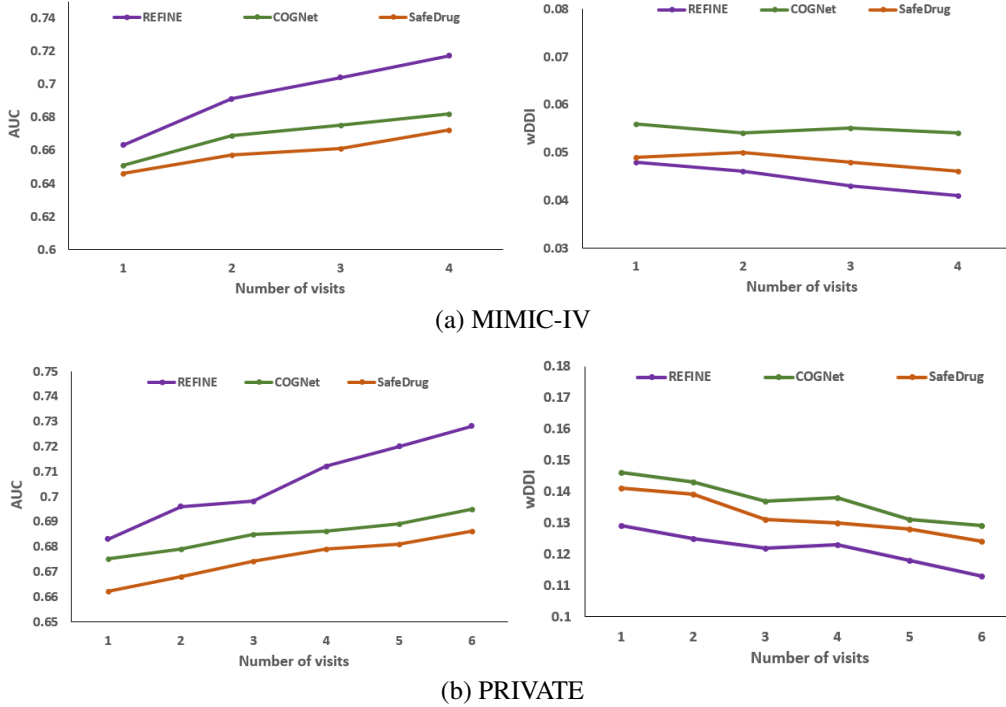 REFINE COGNet SafeDrug
0.74
0.72
0.7
0.68
0.66
0.64
0.62
0.6
AUC
1 2 3 4
Number of visits
REFINE COGNet SafeDrug
0.08
0.07
0.06
0.05
0.04
0.03
wDDI
1 2 3 4
Number of visits
(a) MIMIC-IV
REFINE COGNet SafeDrug
0.75
0.74
0.73
0.72
0.71
0.7
0.69
0.68
0.67
0.66
0.65
AUC
1 2 3 4 5 6
Number of visits
REFINE COGNet SafeDrug
0.18
0.17
0.16
0.15
0.14
0.13
0.12
0.11
0.1
wDDI
1 2 3 4 5 6
Number of visits
(b) PRIVATE